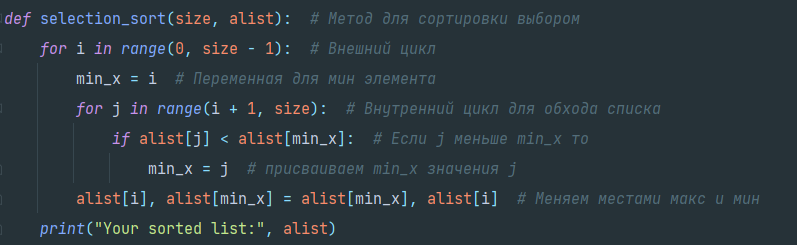 def selection_sort(size, alist):  # Метод для сортировки выбором
    for i in range(0, size - 1):  # Внешний цикл
        min_x = i  # Переменная для мин элемента
        for j in range(i + 1, size):  # Внутренний цикл для обхода списка
            if alist[j] < alist[min_x]:  # Если j меньше min_x то
                min_x = j  # присваиваем min_x значения j
        alist[i], alist[min_x] = alist[min_x], alist[i]  # Меняем местами макс и мин
    print("Your sorted list:", alist)